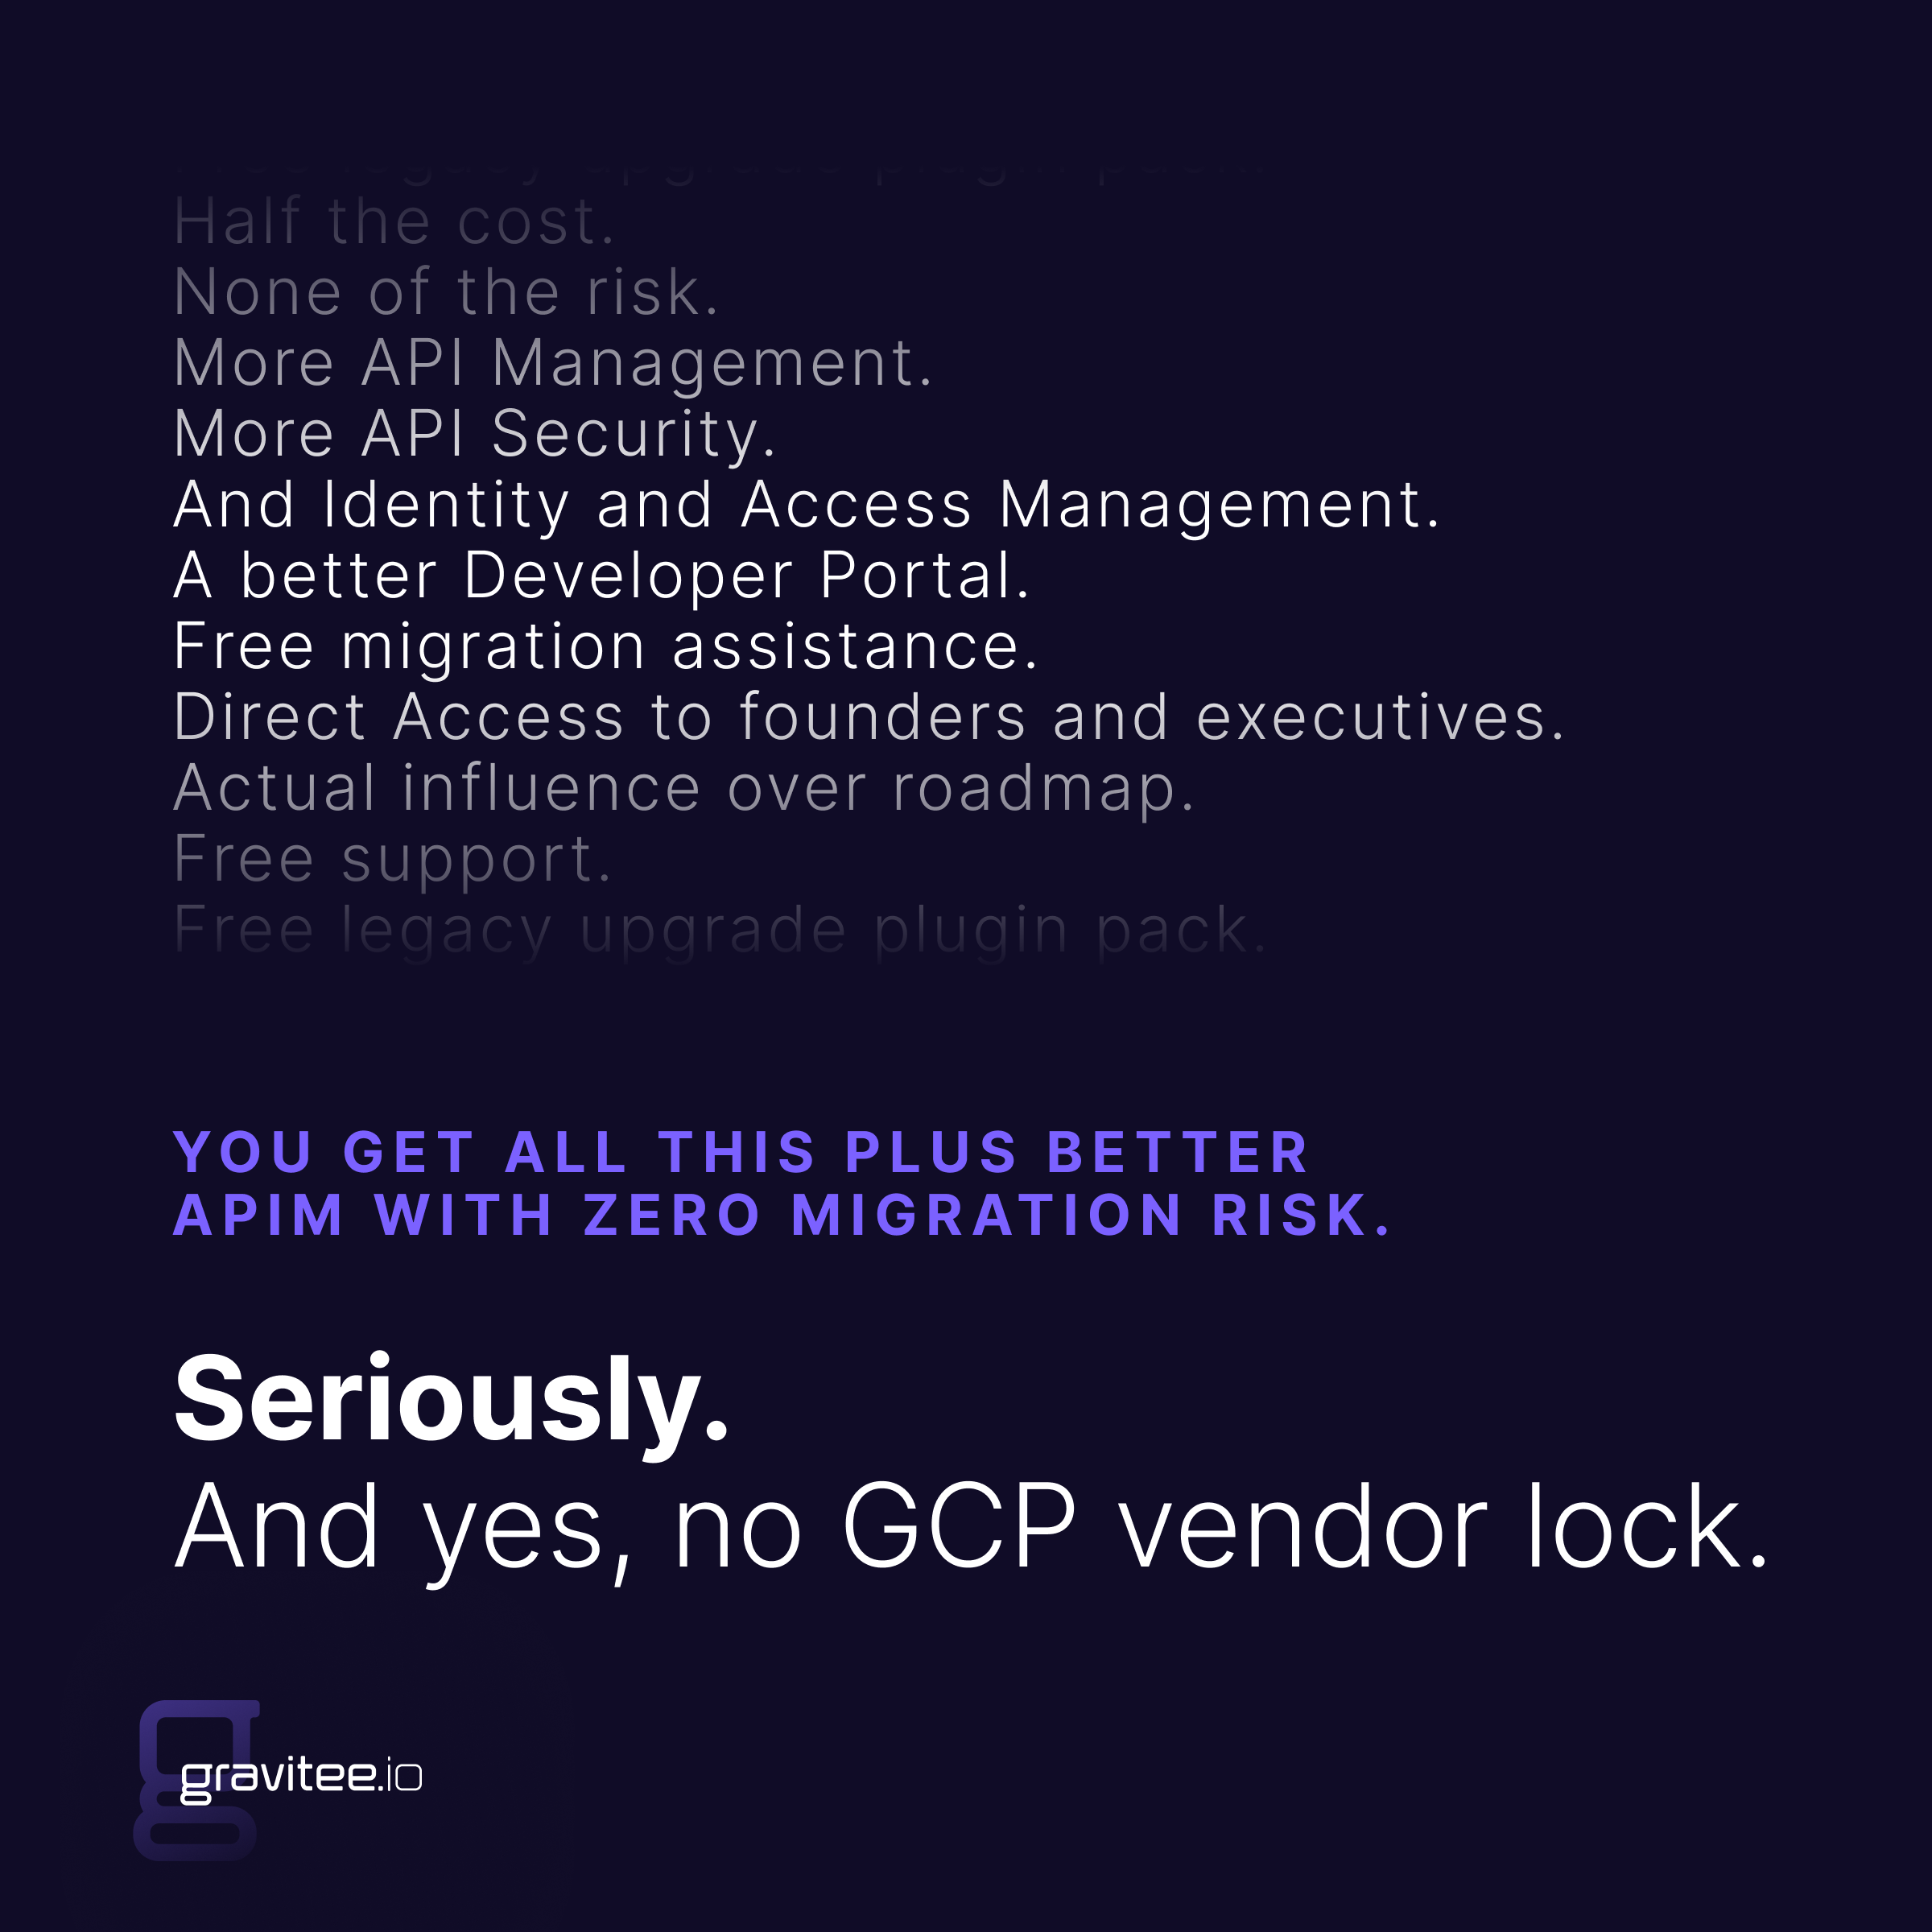 Half the cost.
None of the risk.
More API Management.
More API Security.
And Identity and Access Management.
A better Developer Portal.
Free migration assistance.
Direct Access to founders and executives.
Actual influence over roadmap.
Free support.
Free legacy upgrade plugin pack.
YOU GET ALL THIS PLUS BETTER
APIM WITH ZERO MIGRATION RISK.
Seriously.
And yes, no GCP vendor lock.
gravitee.io